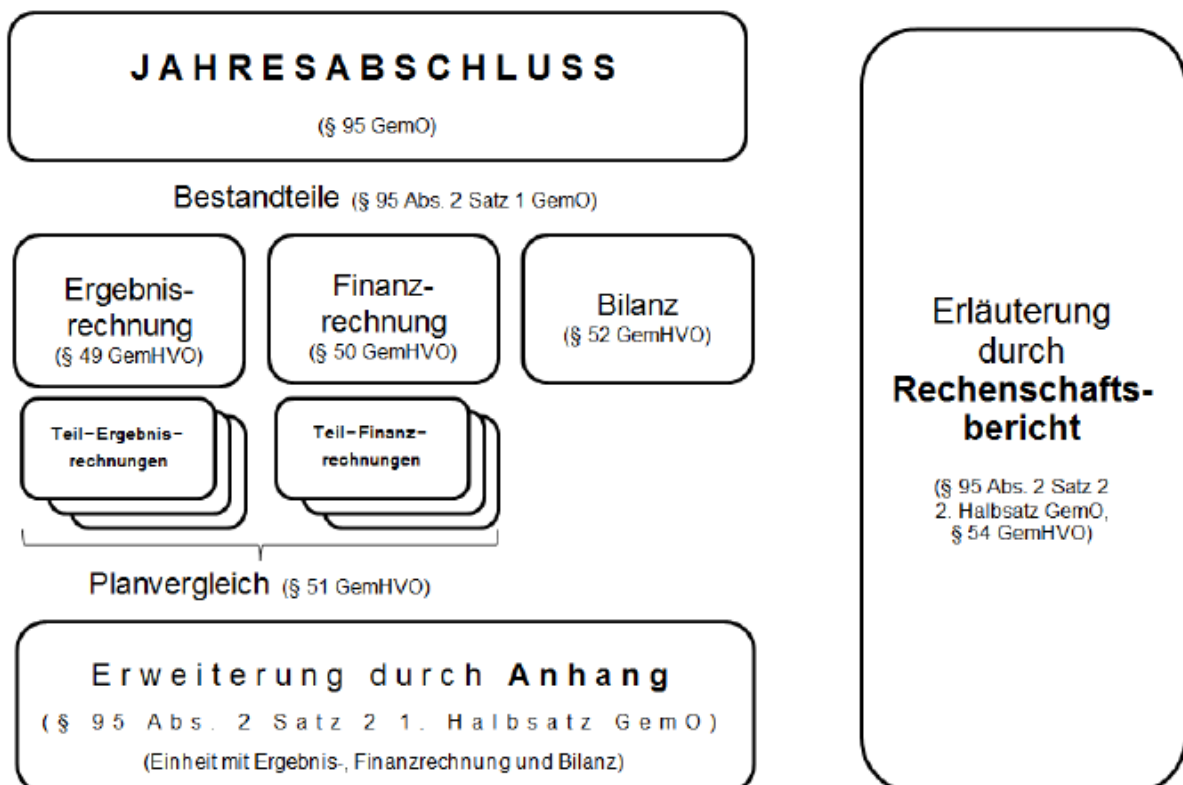 JAHRESABSCHLUSS
(§ 95 GemO)
Bestandteile (§ 95 Abs. 2 Satz 1 GemO)
Ergebnis-
rechnung
(§ 49 GemHVO)
Finanz-
rechnung
(§ 50 GemHVO)
Bilanz
(§ 52 GemHVO)
Teil-Ergebnis-
rechnungen
Teil-Finanz-
rechnungen
Planvergleich (§ 51 GemHVO)
Erweiterung durch Anhang
(§ 95 Abs. 2 Satz 2 1. Halbsatz GemO)
(Einheit mit Ergebnis-, Finanzrechnung und Bilanz)
Erläuterung
durch
Rechenschafts-
bericht
(§ 95 Abs. 2 Satz 2
2. Halbsatz GemO,
§ 54 GemHVO)